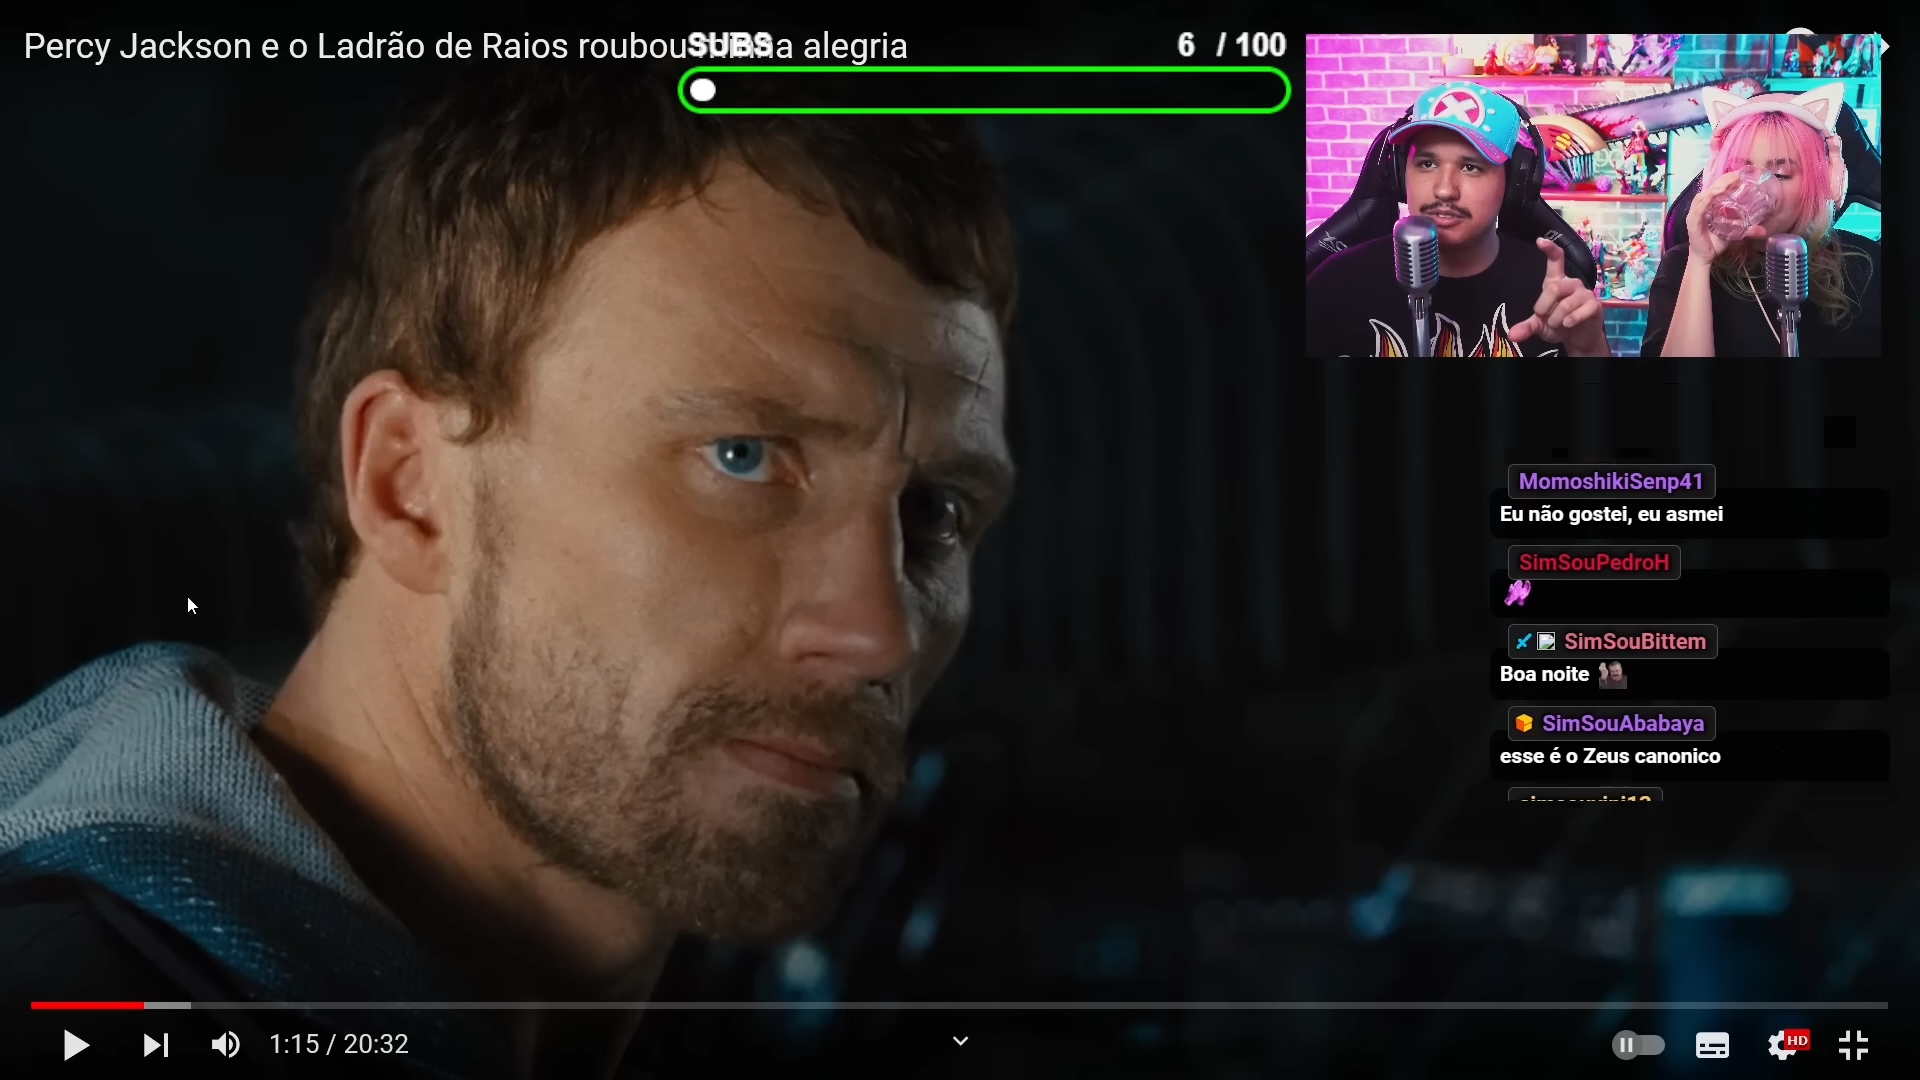 Percy Jackson e o Ladrão de Raios roubou minha alegria
SUBS
6 / 100
MomoshikiSenp41
Eu não gostei, eu asmei
SimSouPedroH
SimSouBittem
Boa noite
SimSouAbabaya
esse é o Zeus canonico
1:15 / 20:32
HD